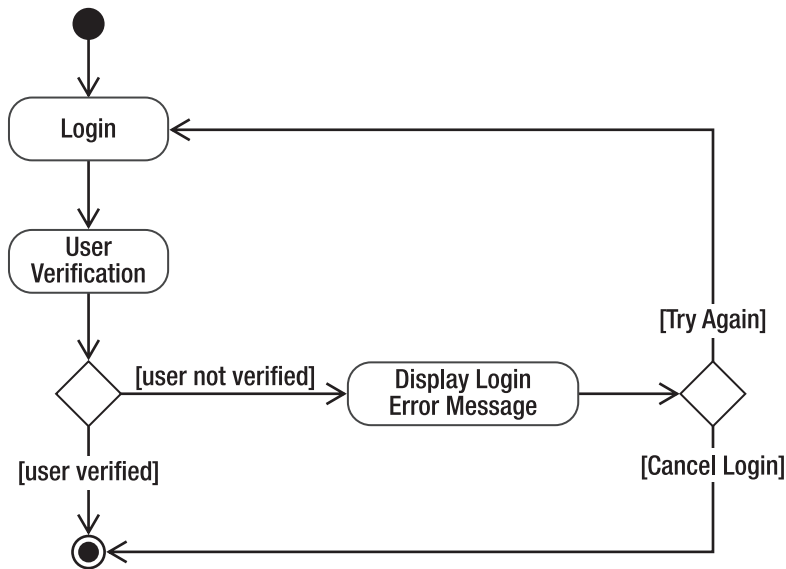 Login
User
Verification
[Try Again]
[user not verified]
Display Login
Error Message
[user verified]
[Cancel Login]